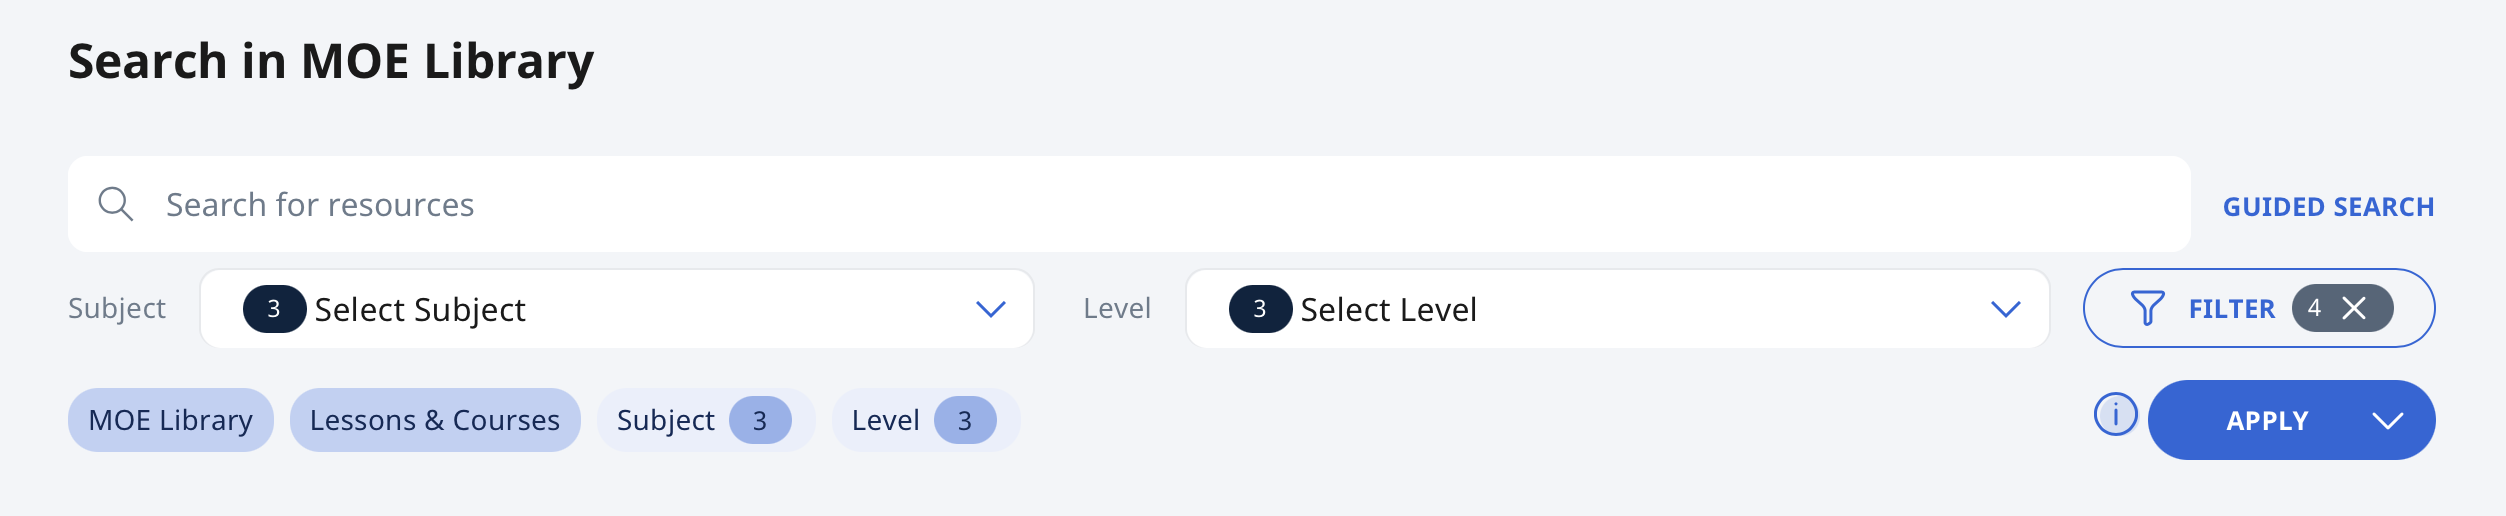 Search in MOE Library
Search for resources
GUIDED SEARCH
Subject 3 Select Subject Level 3 Select Level FILTER 4
MOE Library Lessons & Courses Subject 3 Level 3 i APPLY